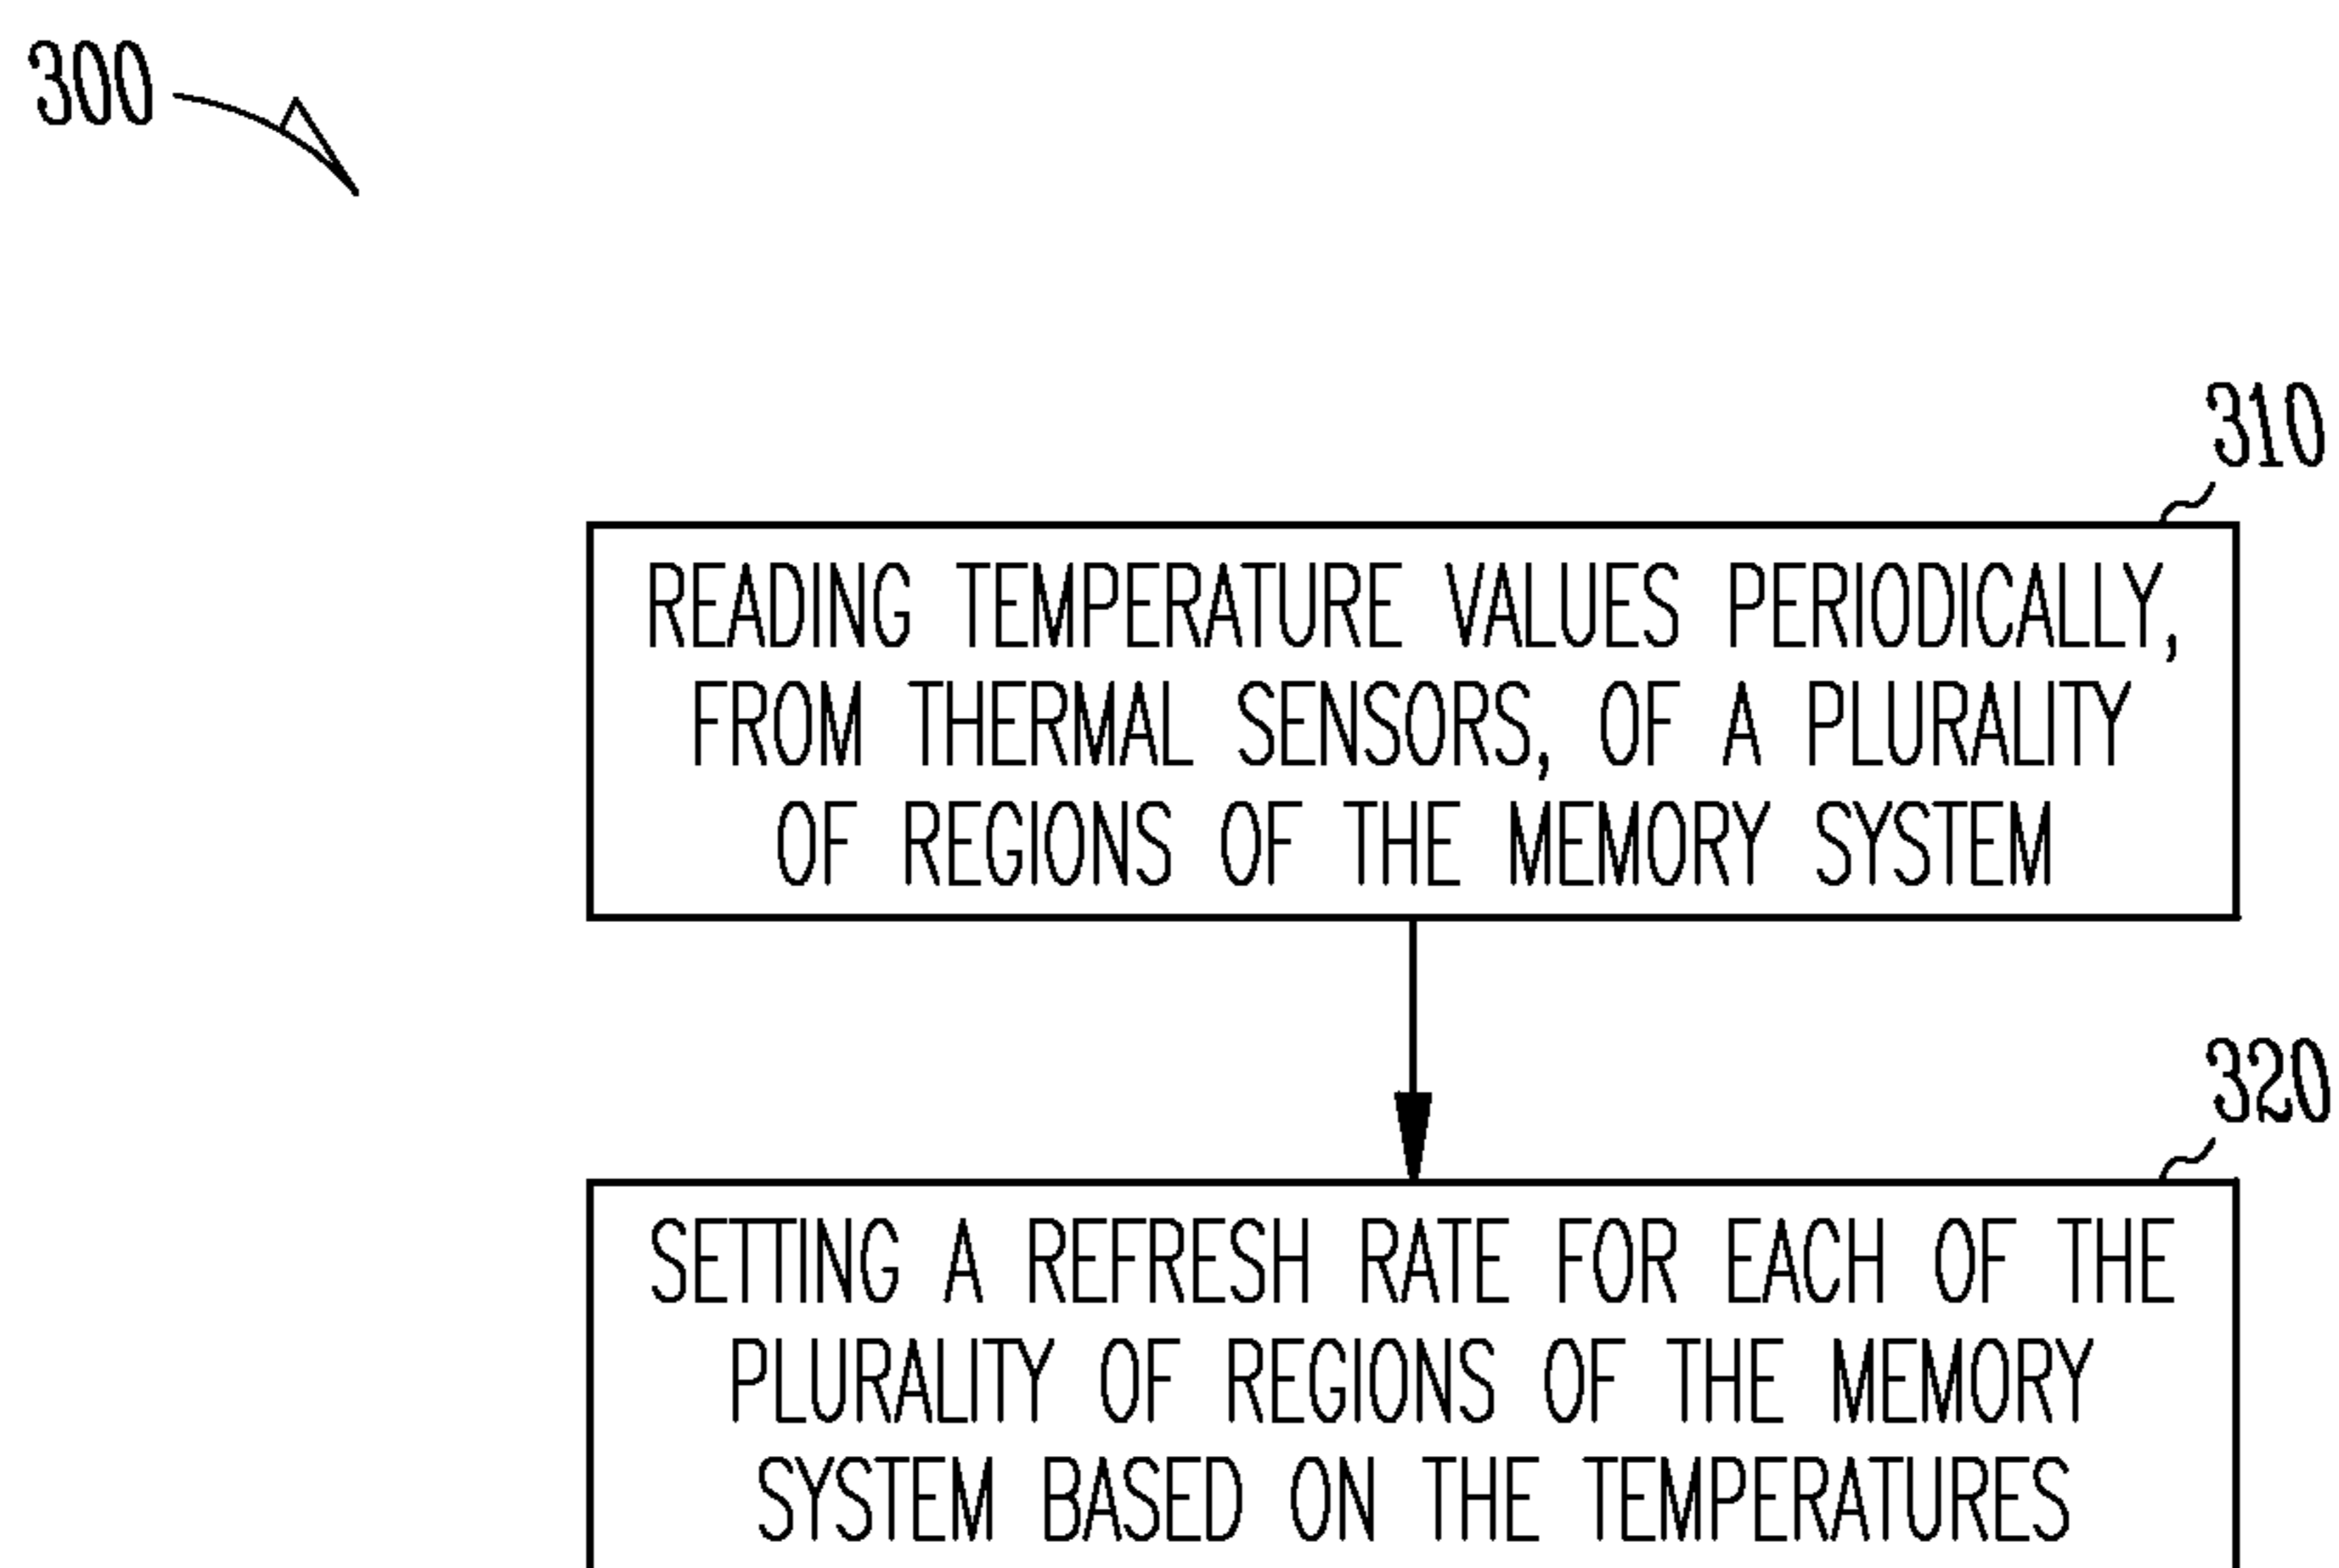 300
310
READING TEMPERATURE VALUES PERIODICALLY,
FROM THERMAL SENSORS, OF A PLURALITY
OF REGIONS OF THE MEMORY SYSTEM
320
SETTING A REFRESH RATE FOR EACH OF THE
PLURALITY OF REGIONS OF THE MEMORY
SYSTEM BASED ON THE TEMPERATURES